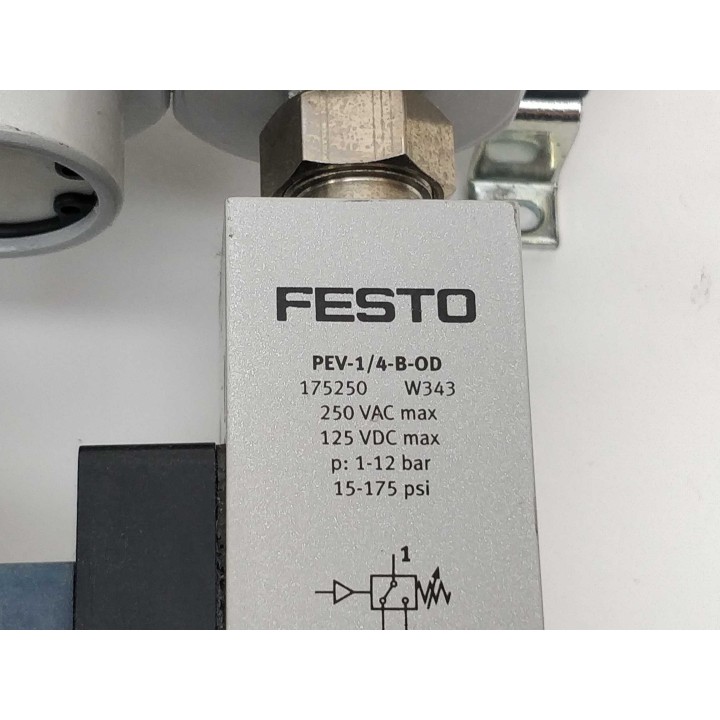 FESTO
PEV-1/4-B-OD
175250 W343
250 VAC max
125 VDC max
p: 1-12 bar
15-175 psi
1